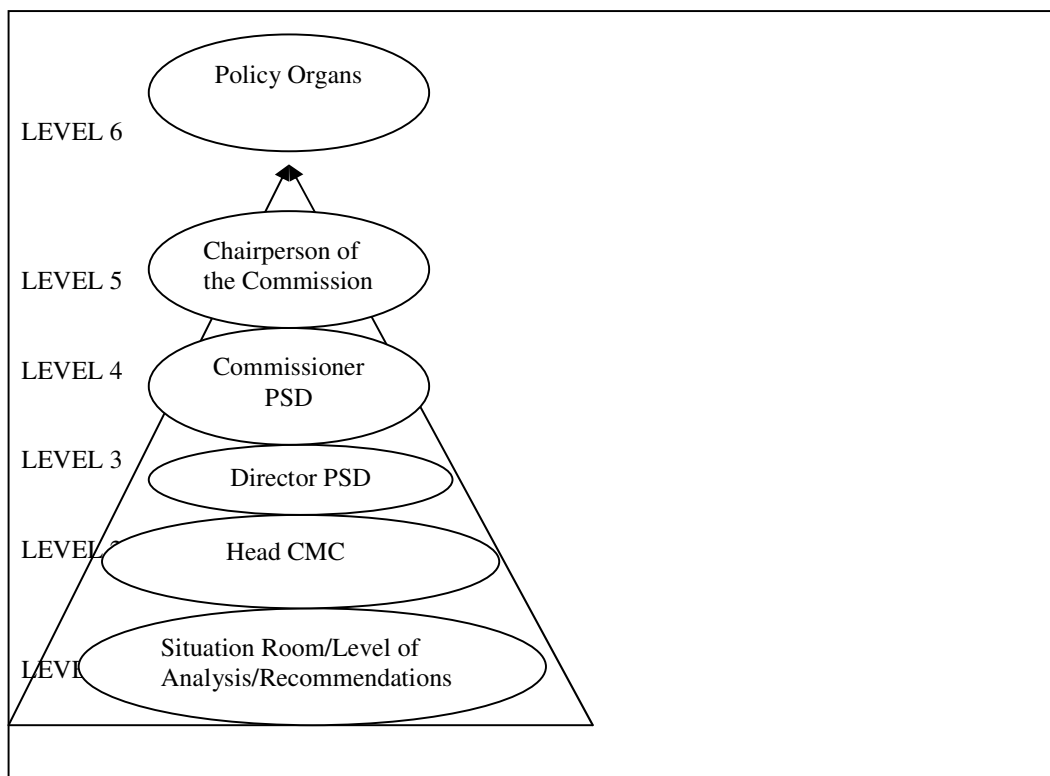 Policy Organs
LEVEL 6
Chairperson of
the Commission
LEVEL 5
Commissioner
PSD
LEVEL 4
LEVEL 3
Director PSD
LEVEL
Head CMC
Situation Room/Level of
Analysis/Recommendations